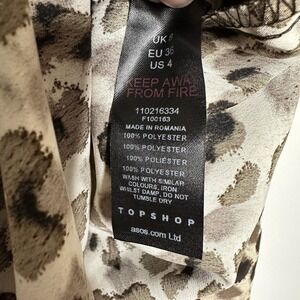 UK 8
EU 36
US 4
KEEP AWAY
FROM FIRE
110216334
F100163
MADE IN ROMANIA
100% POLYESTER
100% POLYESTER
100% POLIÉSTER
100% POLYESTER
WASH WITH SIMILAR
COLOURS, IRON
WHILST DAMP, DO NOT
TUMBLE DRY
TOPSHOP
asos.com Ltd